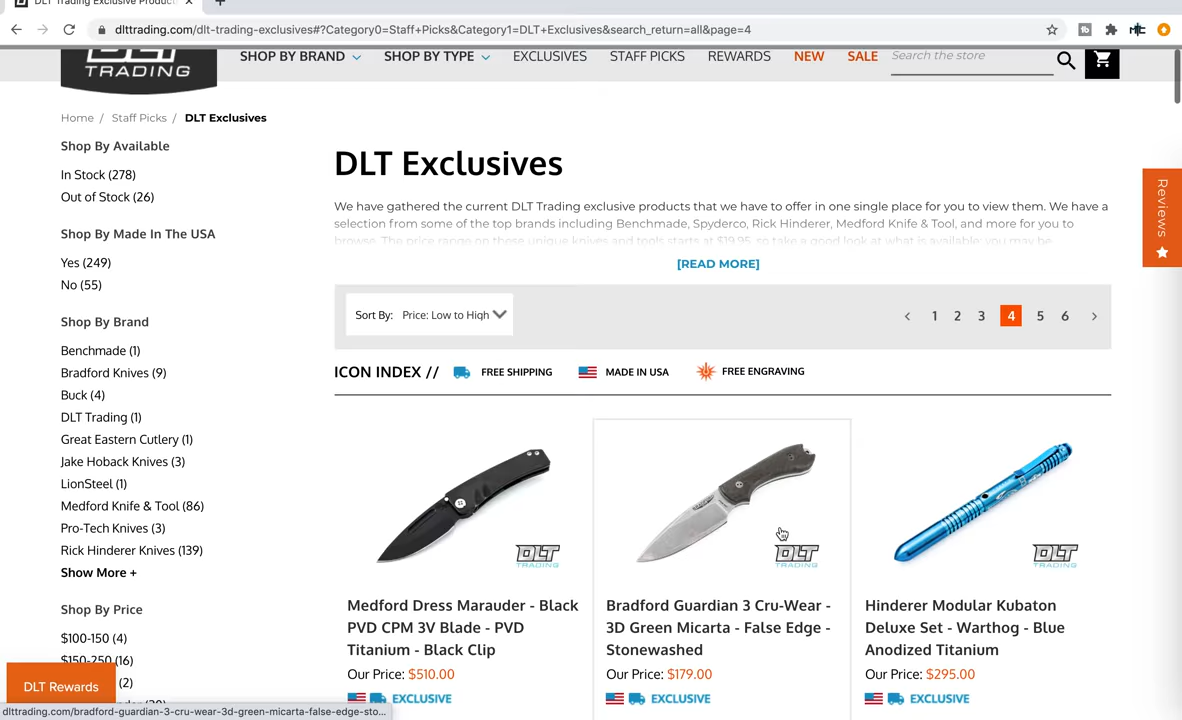 DLT Trading Exclusive Product
dlttrading.com/dlt-trading-exclusives#?Category0=Staff+Picks&Category1=DLT+Exclusives&search_return=all&page=4
DLT
TRADING
SHOP BY BRAND
SHOP BY TYPE
EXCLUSIVES
STAFF PICKS
REWARDS
NEW
SALE
Search the store
Home / Staff Picks / DLT Exclusives
Shop By Available
In Stock (278)
Out of Stock (26)
Shop By Made In The USA
Yes (249)
No (55)
Shop By Brand
Benchmade (1)
Bradford Knives (9)
Buck (4)
DLT Trading (1)
Great Eastern Cutlery (1)
Jake Hoback Knives (3)
LionSteel (1)
Medford Knife & Tool (86)
Pro-Tech Knives (3)
Rick Hinderer Knives (139)
Show More +
Shop By Price
$100-150 (4)
$150-250 (16)
(2)
DLT Rewards
dlttrading.com/bradford-guardian-3-cru-wear-3d-green-micarta-false-edge-sto...
DLT Exclusives
We have gathered the current DLT Trading exclusive products that we have to offer in one single place for you to view them. We have a
selection from some of the top brands including Benchmade, Spyderco, Rick Hinderer, Medford Knife & Tool, and more for you to
browse. The price range on these unique knives and tools starts at $19.95, so take a good look at what is available; you may be
[READ MORE]
Sort By: Price: Low to High
< 1 2 3 4 5 6 >
ICON INDEX //
FREE SHIPPING
MADE IN USA
FREE ENGRAVING
DLT
TRADING
Medford Dress Marauder - Black
PVD CPM 3V Blade - PVD
Titanium - Black Clip
Our Price: $510.00
EXCLUSIVE
DLT
TRADING
Bradford Guardian 3 Cru-Wear -
3D Green Micarta - False Edge -
Stonewashed
Our Price: $179.00
EXCLUSIVE
DLT
TRADING
Hinderer Modular Kubaton
Deluxe Set - Warthog - Blue
Anodized Titanium
Our Price: $295.00
EXCLUSIVE
Reviews